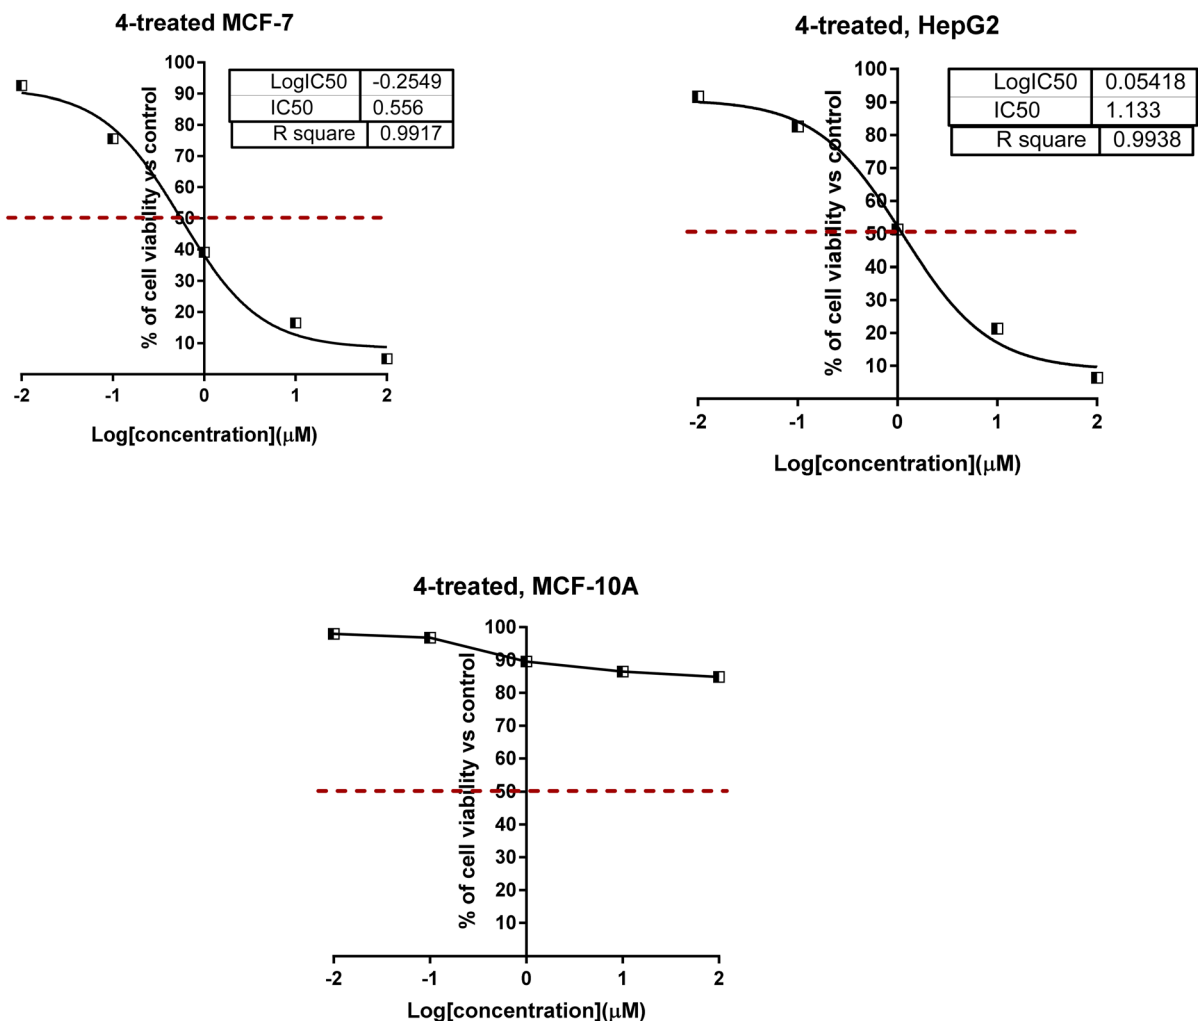 4-treated MCF-7
LogIC50 -0.2549
IC50 0.556
R square 0.9917
% of cell viability vs control
100
90
80
70
60
50
40
30
20
10
-2 -1 0 1 2
Log[concentration](μM)
4-treated, HepG2
LogIC50 0.05418
IC50 1.133
R square 0.9938
% of cell viability vs control
100
90
80
70
60
50
40
30
20
10
-2 -1 0 1 2
Log[concentration](μM)
4-treated, MCF-10A
% of cell viability vs control
100
90
80
70
60
50
40
30
20
10
-2 -1 0 1 2
Log[concentration](μM)